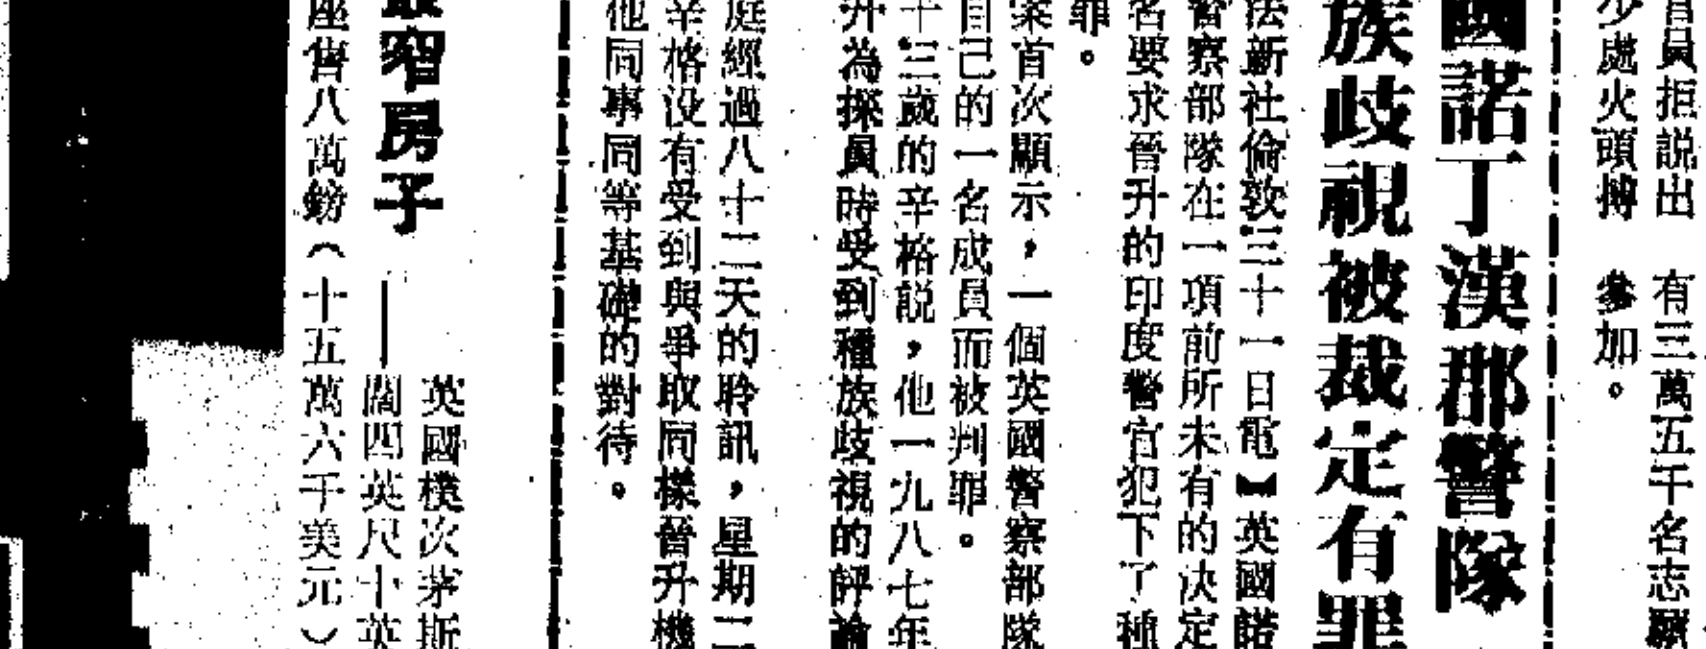 官員拒説出　有三萬五千名志願
少處火頭搏　參加。
國諾丁漢郡警隊
族歧視被裁定有罪
法新社倫敦三十一日電】英國諾
警察部隊在一項前所未有的决定
名要求晉升的印度警官犯下了種
罪。
案首次顯示，一個英國警察部隊
自己的一名成員而被判罪。
十三歲的辛格説，他一九八七年
升為探員時受到種族歧視的評論
庭經過八十二天的聆訊，星期二
辛格没有受到與爭取同樣晉升機
他同事同等基礎的對待。
窄房子——
英國樸次茅斯
闊四英尺十英
座售八萬鎊（十五萬六千美元）